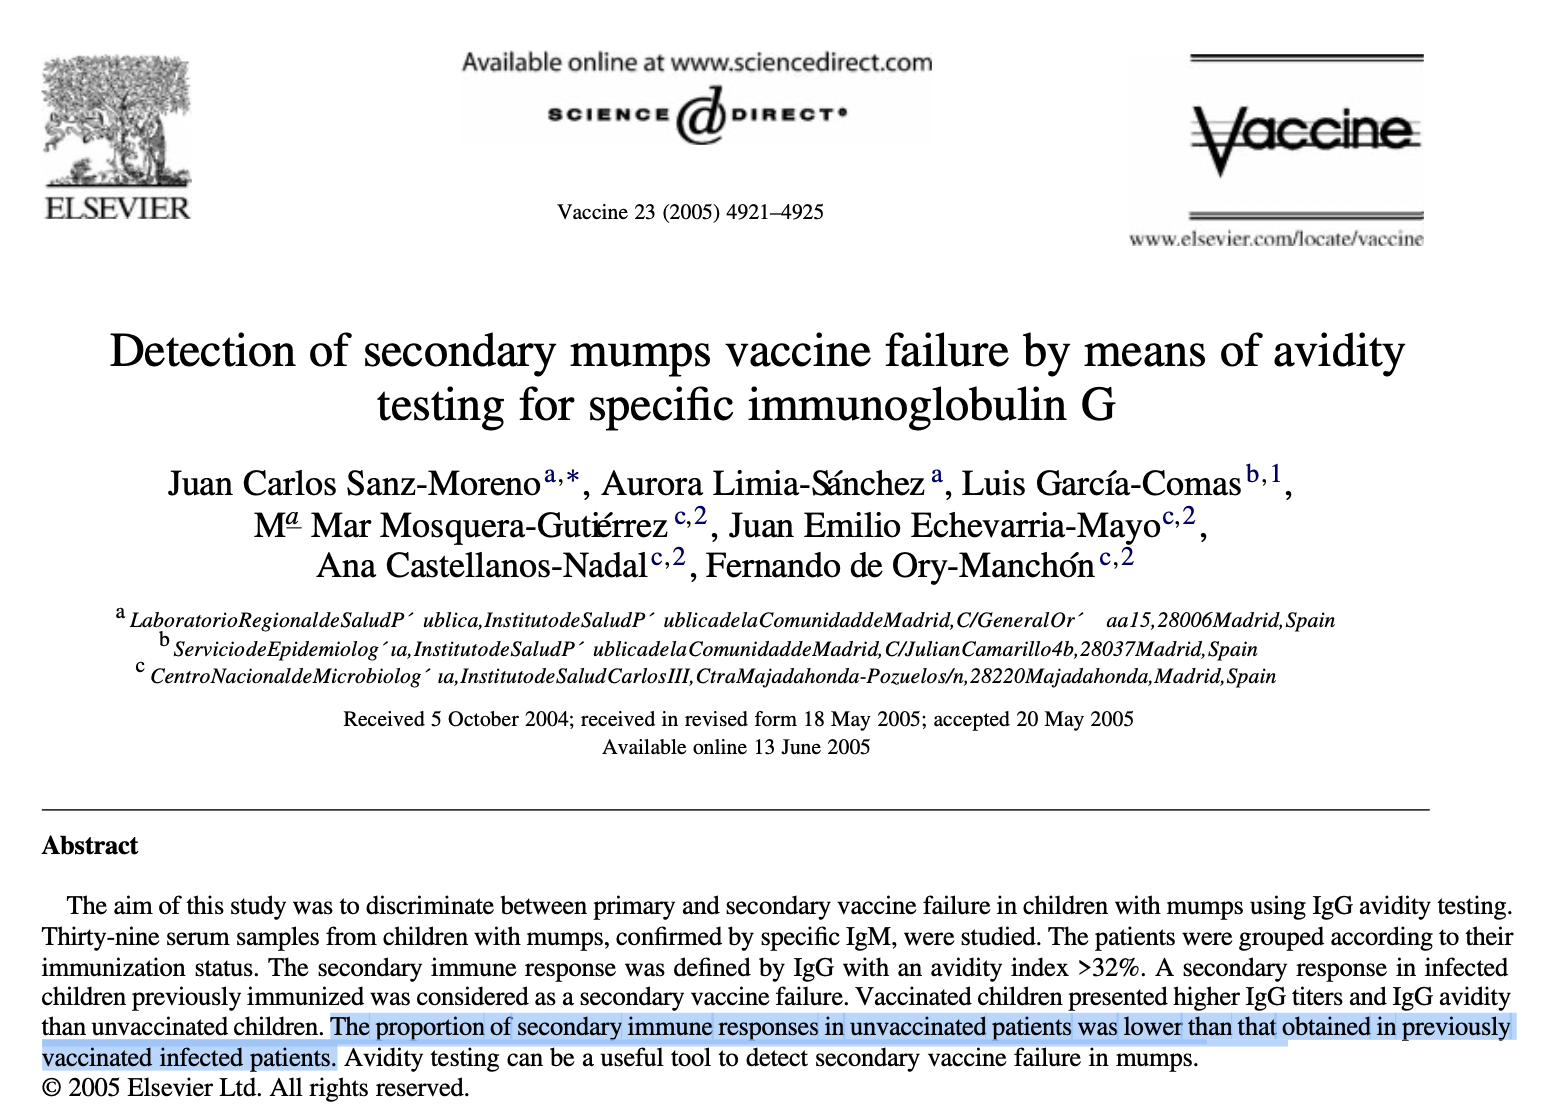 Available online at www.sciencedirect.com
SCIENCE @ DIRECT®
Vaccine
ELSEVIER
Vaccine 23 (2005) 4921–4925
www.elsevier.com/locate/vaccine
Detection of secondary mumps vaccine failure by means of avidity
testing for specific immunoglobulin G
Juan Carlos Sanz-Moreno a,*, Aurora Limia-Sánchez a, Luis García-Comas b,1,
Mª Mar Mosquera-Gutiérrez c,2, Juan Emilio Echevarria-Mayo c,2,
Ana Castellanos-Nadal c,2, Fernando de Ory-Manchón c,2
a LaboratorioRegionaldeSaludP´ ublica,InstitutodeSaludP´ ublicadelaComunidaddeMadrid,C/GeneralOr´ aa15,28006Madrid,Spain
b ServiciodeEpidemiolog´ıa,InstitutodeSaludP´ ublicadelaComunidaddeMadrid,C/JulianCamarillo4b,28037Madrid,Spain
c CentroNacionaldeMicrobiolog´ ıa,InstitutodeSaludCarlosIII,CtraMajadahonda-Pozuelos/n,28220Majadahonda,Madrid,Spain
Received 5 October 2004; received in revised form 18 May 2005; accepted 20 May 2005
Available online 13 June 2005
Abstract
The aim of this study was to discriminate between primary and secondary vaccine failure in children with mumps using IgG avidity testing.
Thirty-nine serum samples from children with mumps, confirmed by specific IgM, were studied. The patients were grouped according to their
immunization status. The secondary immune response was defined by IgG with an avidity index >32%. A secondary response in infected
children previously immunized was considered as a secondary vaccine failure. Vaccinated children presented higher IgG titers and IgG avidity
than unvaccinated children. The proportion of secondary immune responses in unvaccinated patients was lower than that obtained in previously
vaccinated infected patients. Avidity testing can be a useful tool to detect secondary vaccine failure in mumps.
© 2005 Elsevier Ltd. All rights reserved.